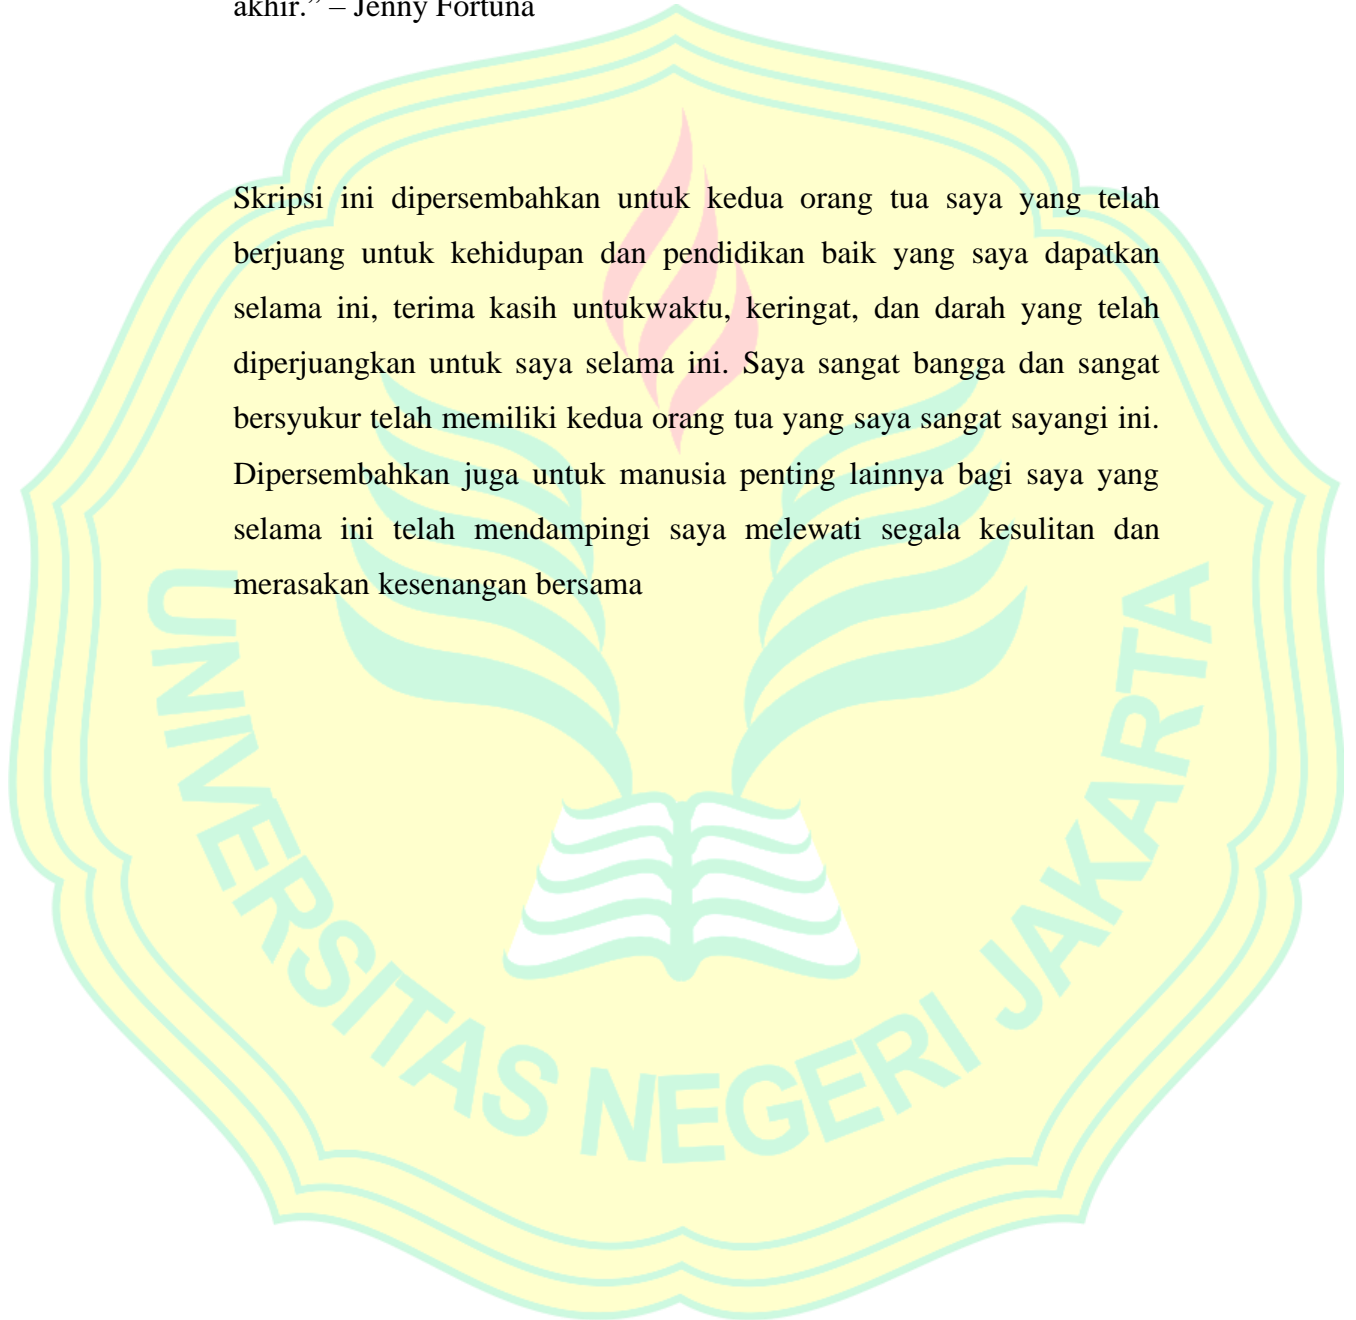 akhir.” – Jenny Fortuna
Skripsi ini dipersembahkan untuk kedua orang tua saya yang telah
berjuang untuk kehidupan dan pendidikan baik yang saya dapatkan
selama ini, terima kasih untukwaktu, keringat, dan darah yang telah
diperjuangkan untuk saya selama ini. Saya sangat bangga dan sangat
bersyukur telah memiliki kedua orang tua yang saya sangat sayangi ini.
Dipersembahkan juga untuk manusia penting lainnya bagi saya yang
selama ini telah mendampingi saya melewati segala kesulitan dan
merasakan kesenangan bersama
UNIVERSITAS NEGERI JAKARTA